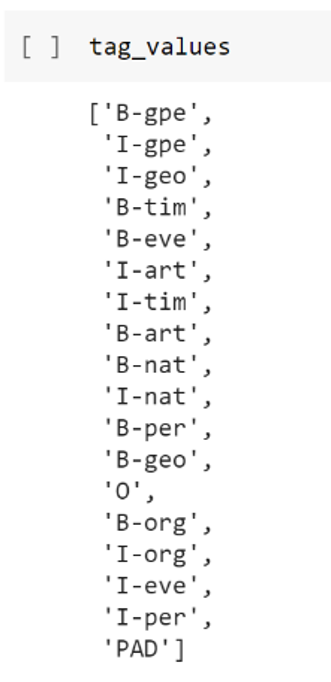 [ ] tag_values
['B-gpe',
'I-gpe',
'I-geo',
'B-tim',
'B-eve',
'I-art',
'I-tim',
'B-art',
'B-nat',
'I-nat',
'B-per',
'B-geo',
'O',
'B-org',
'I-org',
'I-eve',
'I-per',
'PAD']